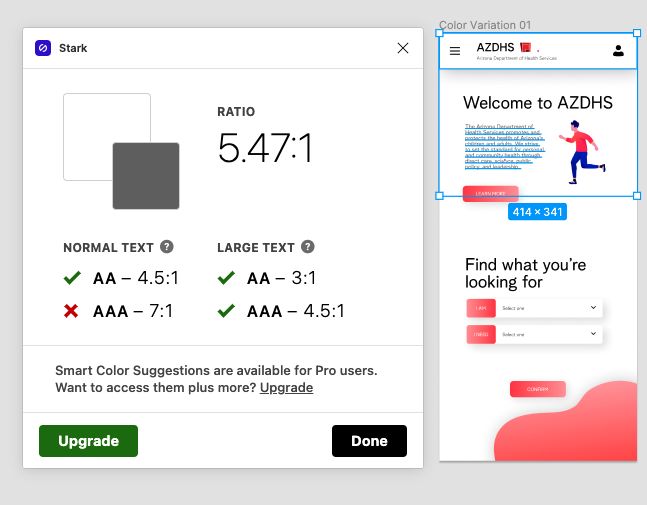 Stark
RATIO
5.47:1
NORMAL TEXT ?
AA – 4.5:1
AAA – 7:1
LARGE TEXT ?
AA – 3:1
AAA – 4.5:1
Smart Color Suggestions are available for Pro users.
Want to access them plus more? Upgrade
Upgrade
Done
Color Variation 01
AZDHS
Arizona Department of Health Services
Welcome to AZDHS
The Arizona Department of
Health Services promotes and
protects the health of Arizona's
children and adults. We strive
to set the standard for personal
and community health through
direct care, science, public
policy, and leadership.
LEARN MORE
414 × 341
Find what you're
looking for
I AM
Select one
I NEED
Select one
CONFIRM